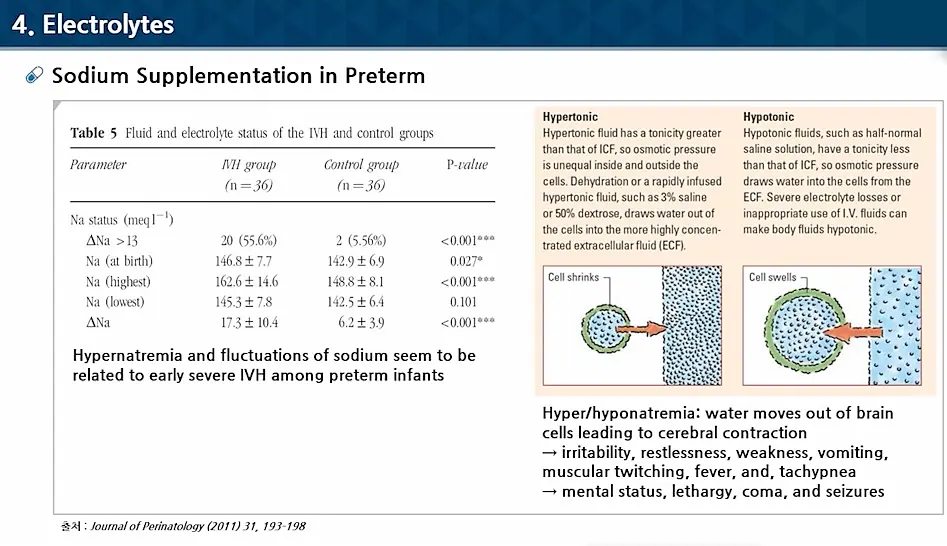 4. Electrolytes
Sodium Supplementation in Preterm
Table 5 Fluid and electrolyte status of the IVH and control groups
Parameter IVH group Control group P-value
(n = 36) (n = 36)
Na status (meq l⁻¹)
ΔNa >13 20 (55.6%) 2 (5.56%) <0.001***
Na (at birth) 146.8 ± 7.7 142.9 ± 6.9 0.027*
Na (highest) 162.6 ± 14.6 148.8 ± 8.1 <0.001***
Na (lowest) 145.3 ± 7.8 142.5 ± 6.4 0.101
ΔNa 17.3 ± 10.4 6.2 ± 3.9 <0.001***
Hypernatremia and fluctuations of sodium seem to be
related to early severe IVH among preterm infants
Hypertonic
Hypertonic fluid has a tonicity greater
than that of ICF, so osmotic pressure
is unequal inside and outside the
cells. Dehydration or a rapidly infused
hypertonic fluid, such as 3% saline
or 50% dextrose, draws water out of
the cells into the more highly concen-
trated extracellular fluid (ECF).
Cell shrinks
Hypotonic
Hypotonic fluids, such as half-normal
saline solution, have a tonicity less
than that of ICF, so osmotic pressure
draws water into the cells from the
ECF. Severe electrolyte losses or
inappropriate use of I.V. fluids can
make body fluids hypotonic.
Cell swells
Hyper/hyponatremia: water moves out of brain
cells leading to cerebral contraction
→ irritability, restlessness, weakness, vomiting,
muscular twitching, fever, and, tachypnea
→ mental status, lethargy, coma, and seizures
출처 : Journal of Perinatology (2011) 31, 193-198